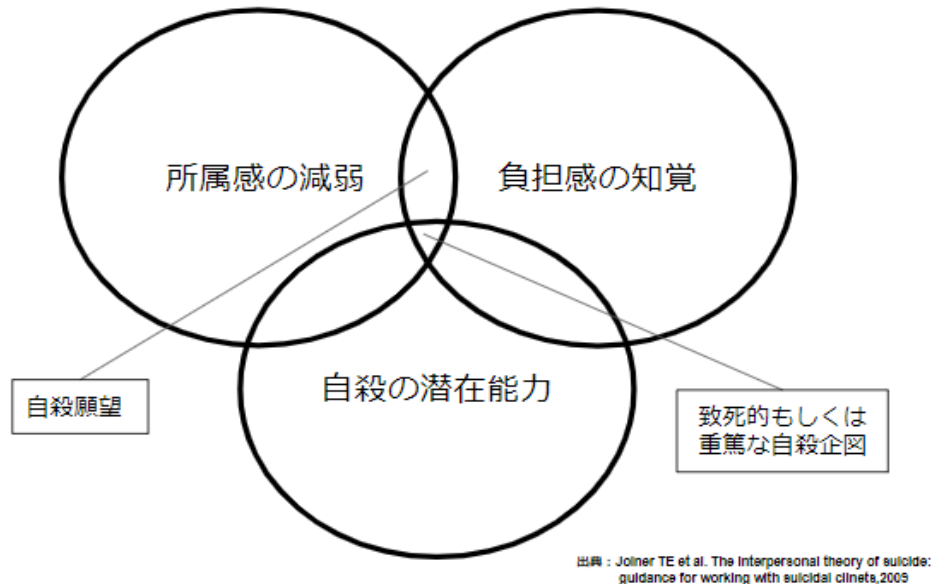 所属感の減弱
負担感の知覚
自殺の潜在能力
自殺願望
致死的もしくは
重篤な自殺企図
出典：Joiner TE et al. The interpersonal theory of suicide:
guidance for working with suicidal clinets,2009